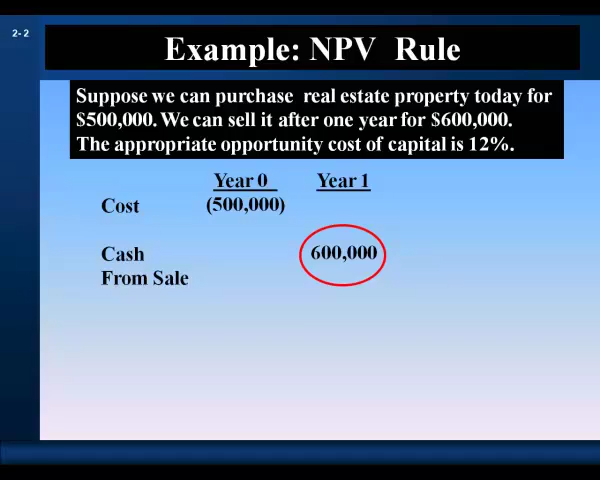 2- 2
Example: NPV Rule
Suppose we can purchase real estate property today for
$500,000. We can sell it after one year for $600,000.
The appropriate opportunity cost of capital is 12%.
Year 0 Year 1
Cost (500,000)
Cash 600,000
From Sale